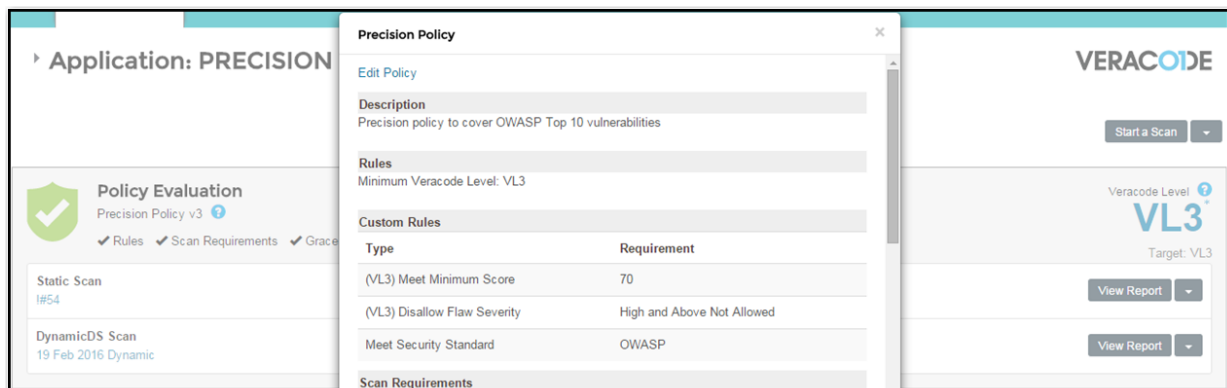 Application: PRECISION
VERACODE
Start a Scan
Policy Evaluation
Precision Policy v3 ?
Rules Scan Requirements Grace
Static Scan
!#54
DynamicDS Scan
19 Feb 2016 Dynamic
Precision Policy ×
Edit Policy
Description
Precision policy to cover OWASP Top 10 vulnerabilities
Rules
Minimum Veracode Level: VL3
Custom Rules
Type Requirement
(VL3) Meet Minimum Score 70
(VL3) Disallow Flaw Severity High and Above Not Allowed
Meet Security Standard OWASP
Scan Requirements
Veracode Level ?
VL3*
Target: VL3
View Report
View Report